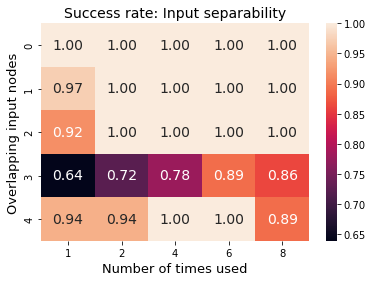 Success rate: Input separability
Overlapping input nodes
0 1.00 1.00 1.00 1.00 1.00
1 0.97 1.00 1.00 1.00 1.00
2 0.92 1.00 1.00 1.00 1.00
3 0.64 0.72 0.78 0.89 0.86
4 0.94 0.94 1.00 1.00 0.89
1 2 4 6 8
Number of times used
1.00
0.95
0.90
0.85
0.80
0.75
0.70
0.65